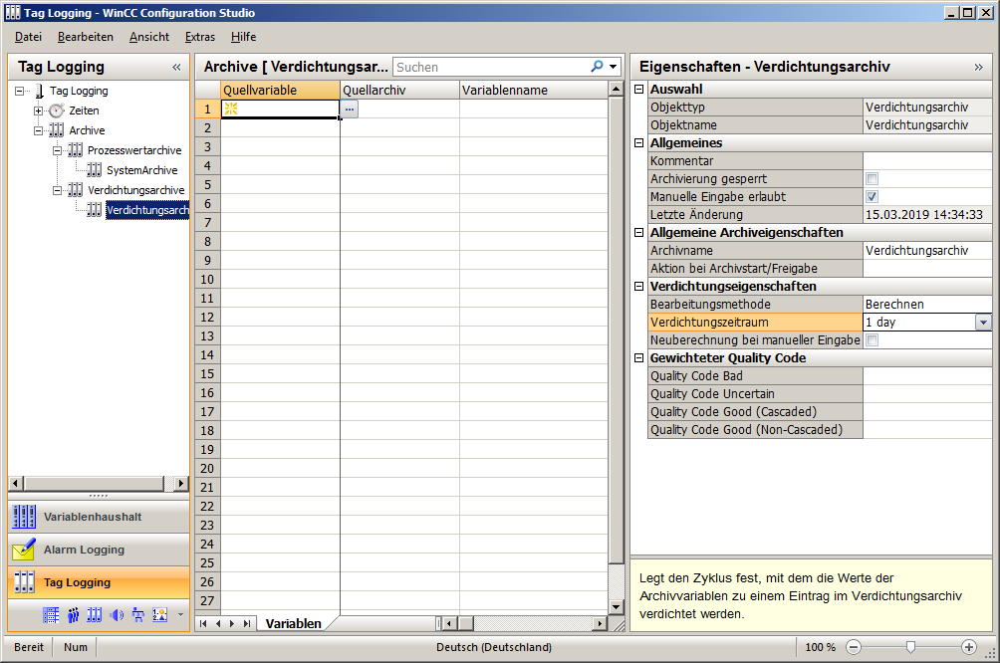 Tag Logging - WinCC Configuration Studio
Datei Bearbeiten Ansicht Extras Hilfe
Tag Logging «
Tag Logging
Zeiten
Archive
Prozesswertarchive
SystemArchive
Verdichtungsarchive
Verdichtungsarch
Variablenhaushalt
Alarm Logging
Tag Logging
Archive [ Verdichtungsar... Suchen
Quellvariable Quellarchiv Variablenname
1 ...
2
3
4
5
6
7
8
9
10
11
12
13
14
15
16
17
18
19
20
21
22
23
24
25
26
27
Variablen
Eigenschaften - Verdichtungsarchiv »
Auswahl
Objekttyp Verdichtungsarchiv
Objektname Verdichtungsarchiv
Allgemeines
Kommentar
Archivierung gesperrt
Manuelle Eingabe erlaubt
Letzte Änderung 15.03.2019 14:34:33
Allgemeine Archiveigenschaften
Archivname Verdichtungsarchiv
Aktion bei Archivstart/Freigabe
Verdichtungseigenschaften
Bearbeitungsmethode Berechnen
Verdichtungszeitraum 1 day
Neuberechnung bei manueller Eingabe
Gewichteter Quality Code
Quality Code Bad
Quality Code Uncertain
Quality Code Good (Cascaded)
Quality Code Good (Non-Cascaded)
Legt den Zyklus fest, mit dem die Werte der
Archivvariablen zu einem Eintrag im Verdichtungsarchiv
verdichtet werden.
Bereit Num Deutsch (Deutschland) 100 %